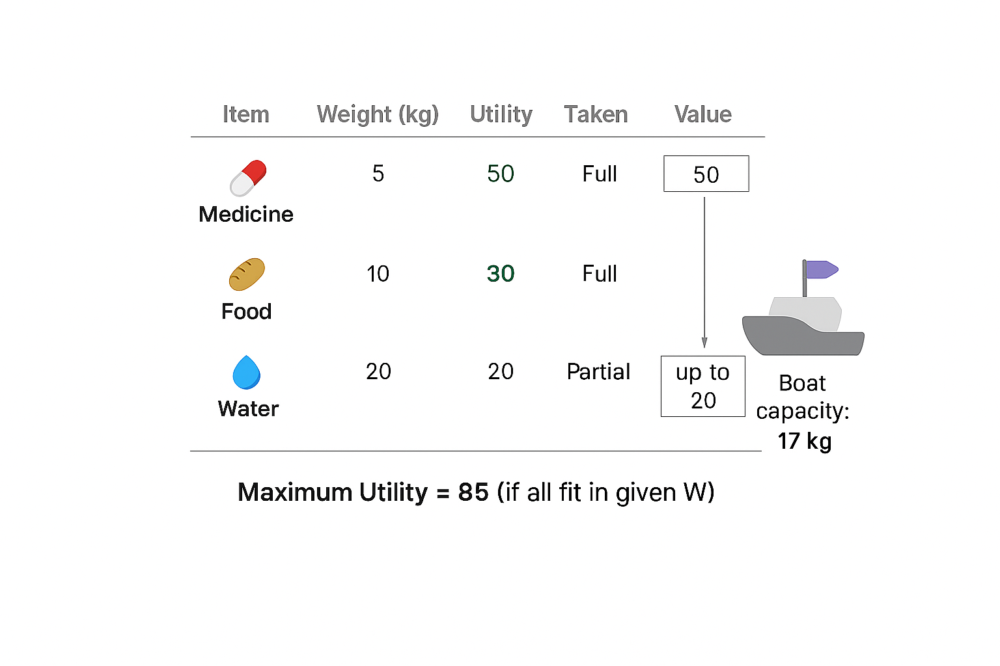 Item Weight (kg) Utility Taken Value
5 50 Full 50
Medicine
10 30 Full
Food
20 20 Partial up to
20
Water
Boat
capacity:
17 kg
Maximum Utility = 85 (if all fit in given W)